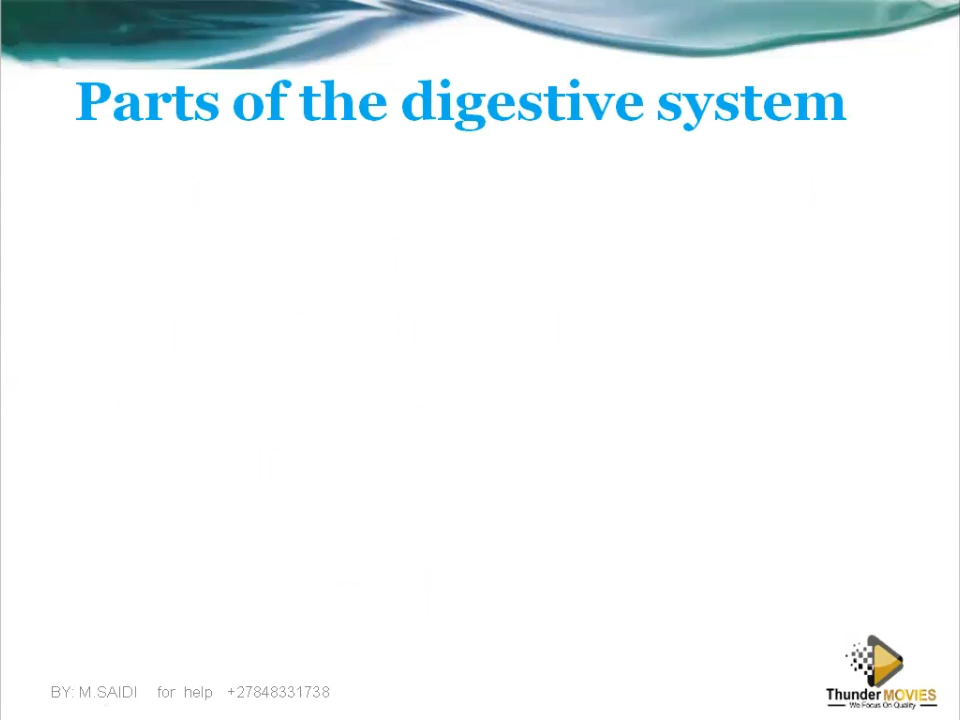 Parts of the digestive system
BY: M.SAIDI for help +27848331738
Thunder MOVIES
We Focus On Quality